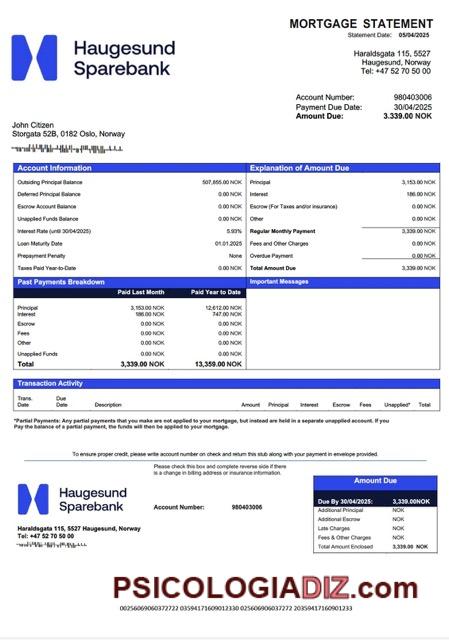 MORTGAGE STATEMENT
Statement Date: 05/04/2025
Haugesund
Sparebank
Haraldsgata 115, 5527
Haugesund, Norway
Tel: +47 52 70 50 00
Account Number: 980403006
Payment Due Date: 30/04/2025
Amount Due: 3.339.00 NOK
John Citizen
Storgata 52B, 0182 Oslo, Norway
Account Information
Outsiding Principal Balance 507,855.00 NOK
Deferred Principal Balance 0.00 NOK
Escrow Account Balance 0.00 NOK
Unapplied Funds Balance 0.00 NOK
Interest Rate (until 30/04/2025) 5.93%
Loan Maturity Date 01.01.2025
Prepayment Penalty None
Taxes Paid Year-to-Date 0.00 NOK
Explanation of Amount Due
Principal 3,153.00 NOK
Interest 186.00 NOK
Escrow (For Taxes and/or insurance) 0.00 NOK
Other 0.00 NOK
Regular Monthly Payment 3,339.00 NOK
Fees and Other Charges 0.00 NOK
Overdue Payment 0.00 NOK
Total Amount Due 3,339.00 NOK
Past Payments Breakdown
Paid Last Month Paid Year to Date
Principal 3,153.00 NOK 12,612.00 NOK
Interest 186.00 NOK 747.00 NOK
Escrow 0.00 NOK 0.00 NOK
Fees 0.00 NOK 0.00 NOK
Other 0.00 NOK 0.00 NOK
Unapplied Funds 0.00 NOK 0.00 NOK
Total 3,339.00 NOK 13,359.00 NOK
Important Messages
Transaction Activity
Trans. Date Due Date Description Amount Principal Interest Escrow Fees Unapplied* Total
*Partial Payments: Any partial payments that you make are not applied to your mortgage, but instead are held in a separate unapplied account. If you
Pay the balance of a partial payment, the funds will then be applied to your mortgage.
To ensure proper credit, please write account number on check and return this stub along with your payment in envelope provided.
Please check this box and complete reverse side if there
is a change in billing address or insurance information.
Haugesund
Sparebank
Account Number: 980403006
Haraldsgata 115, 5527 Haugesund, Norway
Tel: +47 52 70 50 00
Amount Due
Due By 30/04/2025: 3,339.00NOK
Additional Principal NOK
Additional Escrow NOK
Late Charges NOK
Fees & Other Charges NOK
Total Amount Enclosed 3,339.00 NOK
PSICOLOGIADIZ.com
00256069060372722 03594171609012330 02560690372722 20359417160901233